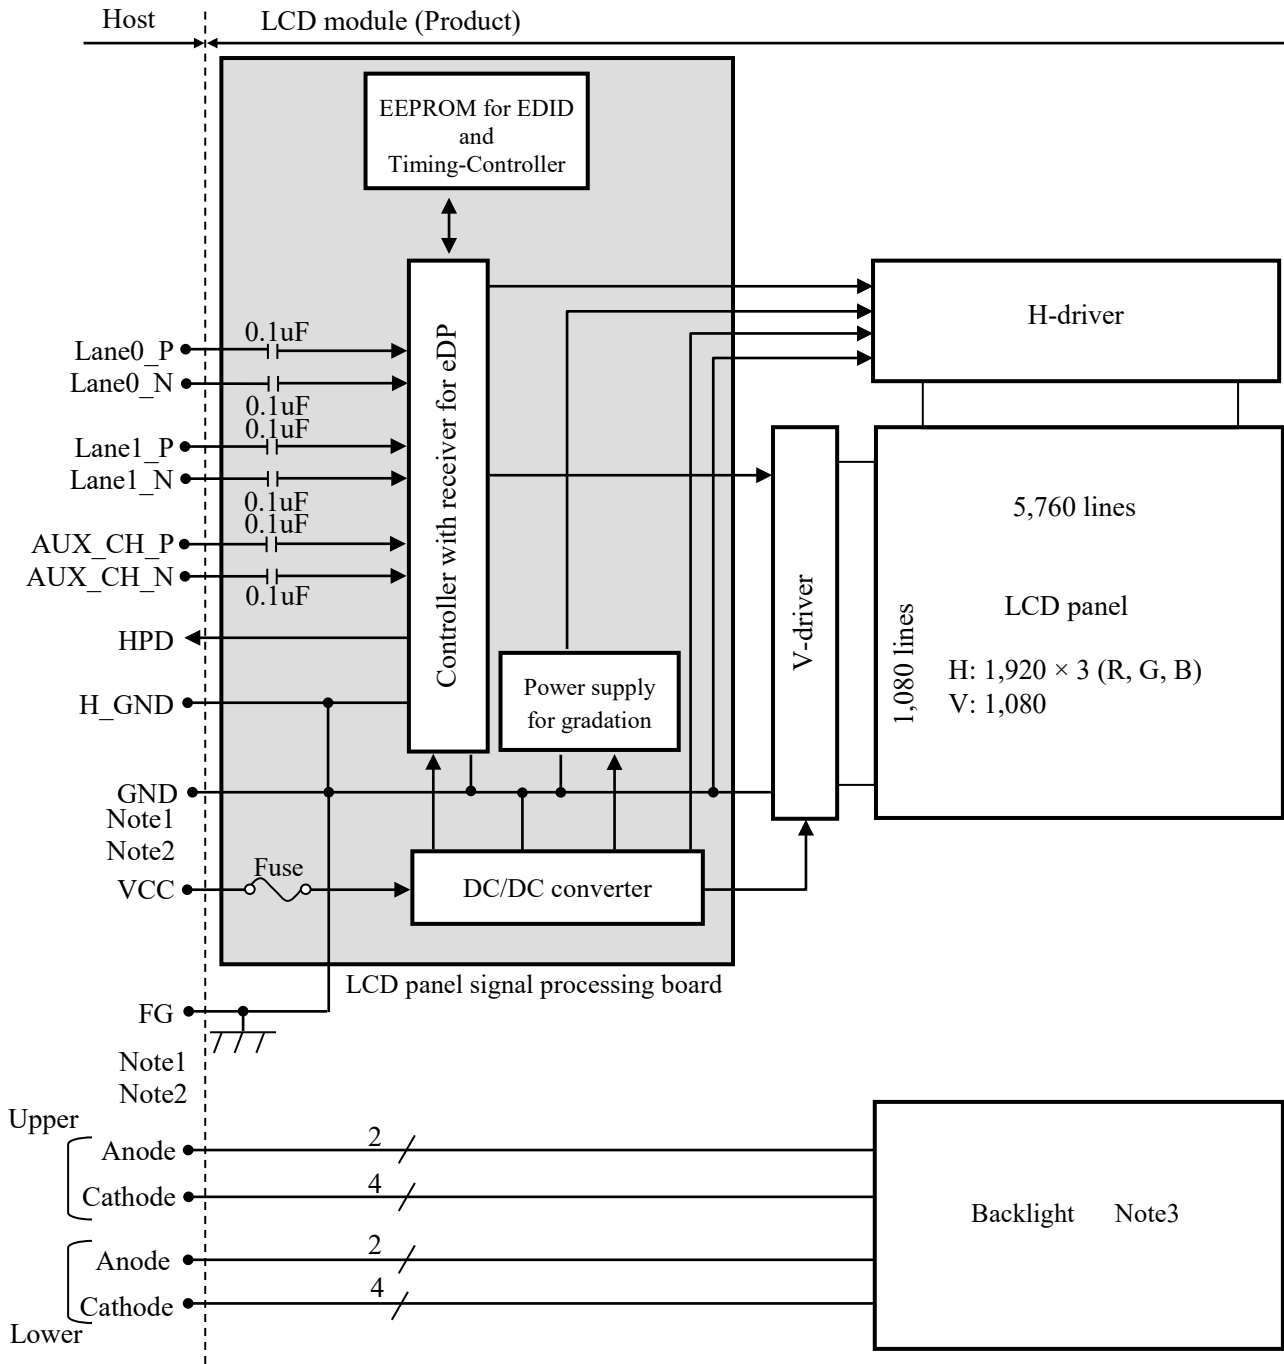 Host
LCD module (Product)
EEPROM for EDID
and
Timing-Controller
Controller with receiver for eDP
H-driver
Lane0_P
0.1uF
Lane0_N
0.1uF
Lane1_P
0.1uF
Lane1_N
0.1uF
AUX_CH_P
0.1uF
AUX_CH_N
0.1uF
HPD
H_GND
GND
Note1
Note2
VCC
Fuse
Power supply
for gradation
DC/DC converter
V-driver
5,760 lines
1,080 lines
LCD panel
H: 1,920 × 3 (R, G, B)
V: 1,080
LCD panel signal processing board
FG
Note1
Note2
Upper
Anode
2
Cathode
4
Anode
2
Cathode
4
Lower
Backlight Note3